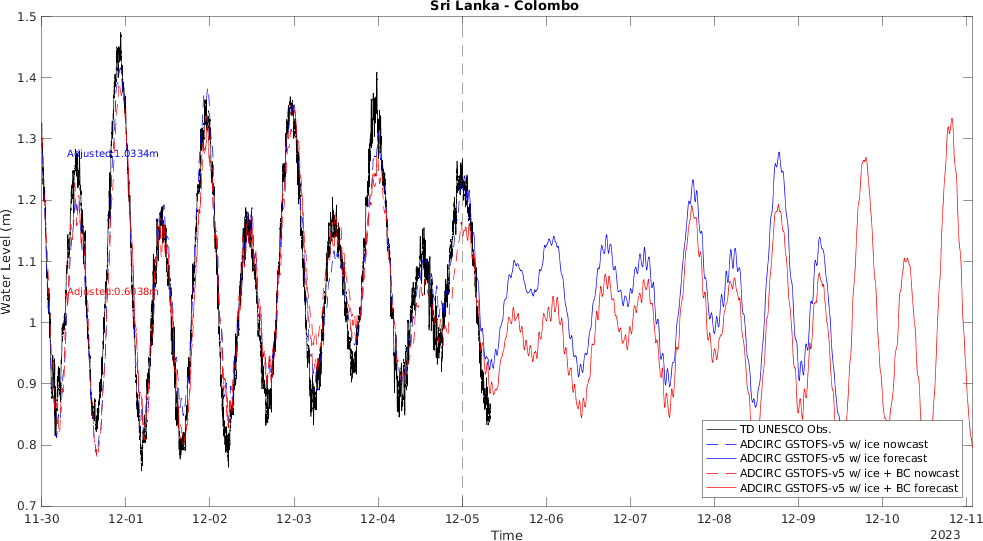 Sri Lanka - Colombo
Water Level (m)
1.5
1.4
1.3
1.2
1.1
1
0.9
0.8
0.7
Adjusted:1.0334m
Adjusted:0.6038m
TD UNESCO Obs.
ADCIRC GSTOFS-v5 w/ ice nowcast
ADCIRC GSTOFS-v5 w/ ice forecast
ADCIRC GSTOFS-v5 w/ ice + BC nowcast
ADCIRC GSTOFS-v5 w/ ice + BC forecast
11-30 12-01 12-02 12-03 12-04 12-05 12-06 12-07 12-08 12-09 12-10 12-11
Time
2023